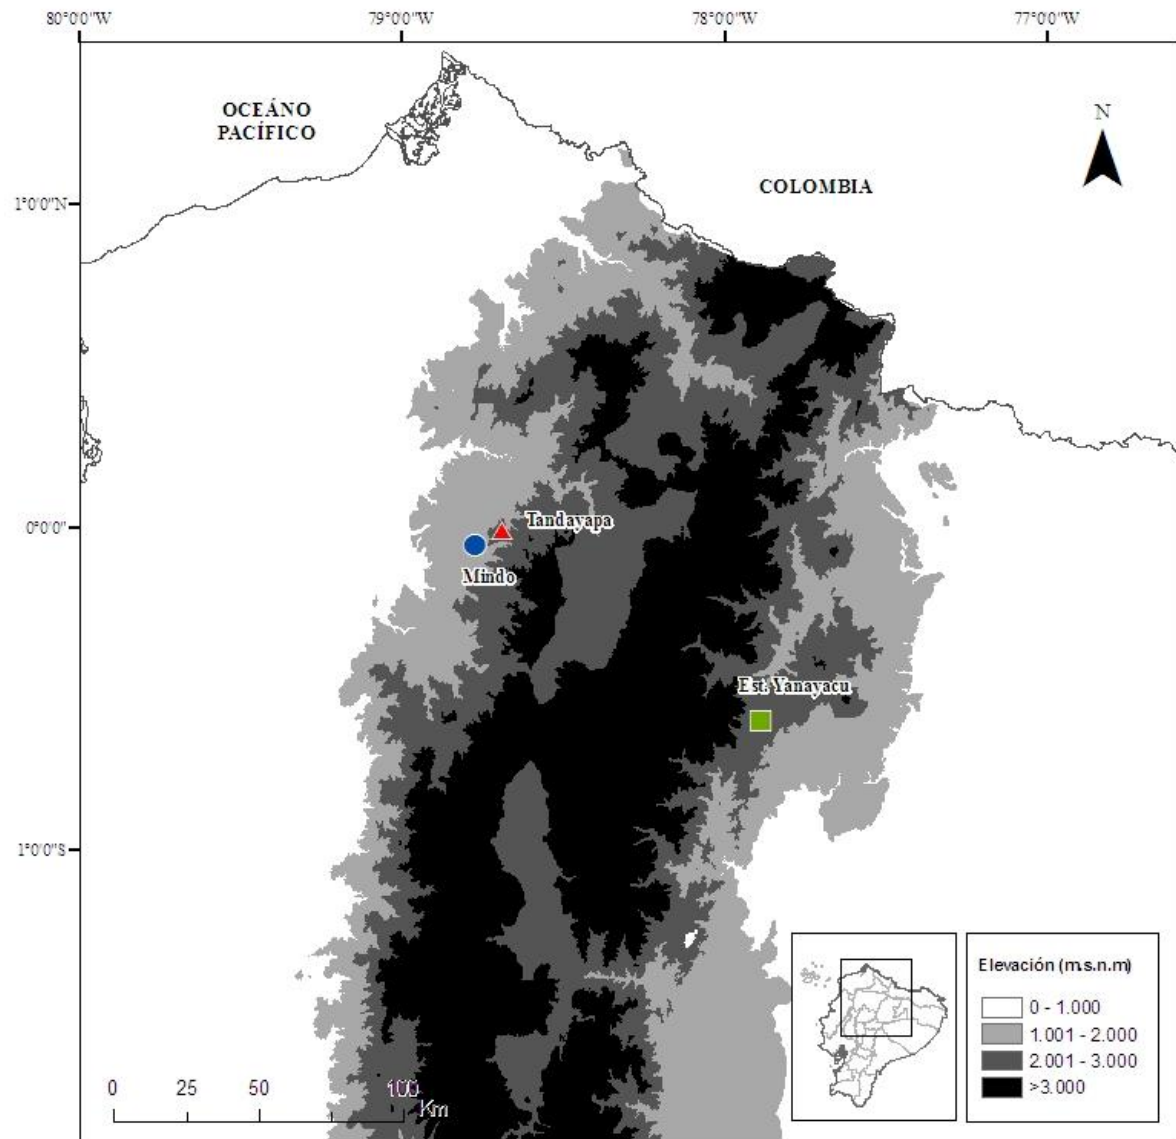 80°0'0"W 79°0'0"W 78°0'0"W 77°0'0"W
OCEÁNO
PACÍFICO
N
COLOMBIA
1°0'0"N
0°0'0"
Tandayapa
Mindo
Est. Yanayacu
1°0'0"S
Elevación (m.s.n.m)
0 - 1.000
1.001 - 2.000
2.001 - 3.000
>3.000
0 25 50 100
Km